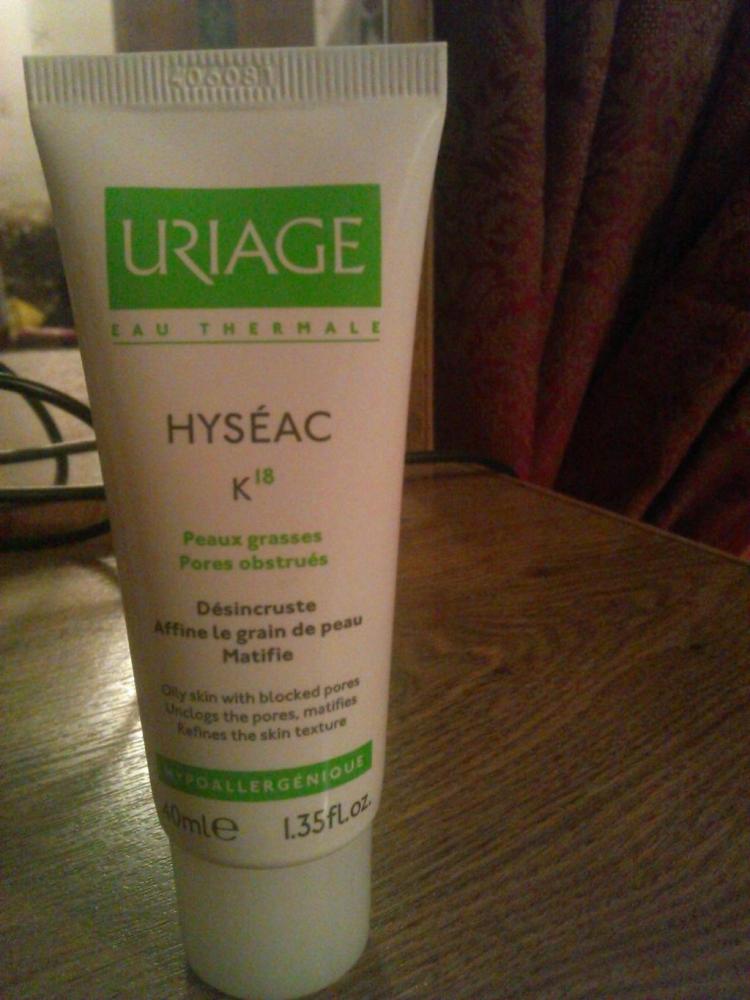 406081
URIAGE
EAU THERMALE
HYSÉAC
K18
Peaux grasses
Pores obstrués
Désincruste
Affine le grain de peau
Matifie
Oily skin with blocked pores
Unclogs the pores, matifies
Refines the skin texture
HYPOALLERGÉNIQUE
40ml℮ 1.35fl.oz.